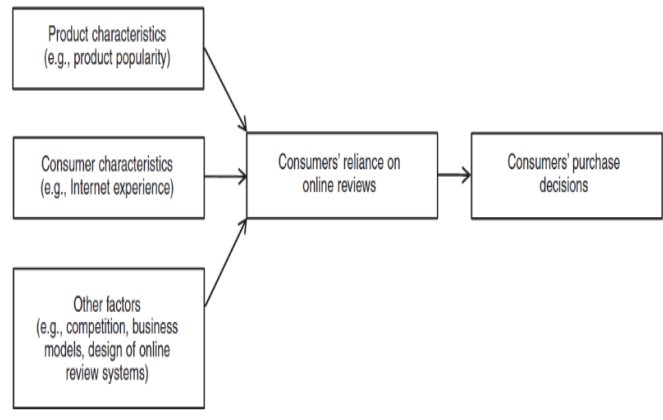 Product characteristics
(e.g., product popularity)
Consumer characteristics
(e.g., Internet experience)
Consumers' reliance on
online reviews
Consumers' purchase
decisions
Other factors
(e.g., competition, business
models, design of online
review systems)